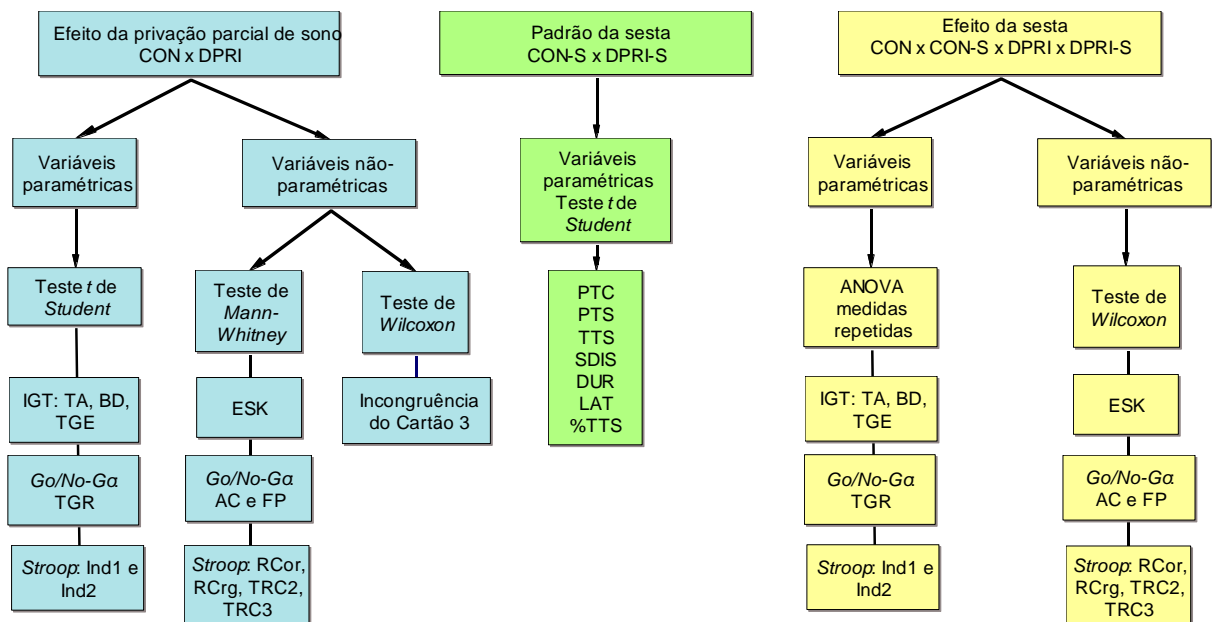 Efeito da privação parcial de sono
CON x DPRI
Variáveis
paramétricas
Variáveis não-
paramétricas
Teste t de
Student
Teste de
Mann-
Whitney
Teste de
Wilcoxon
IGT: TA, BD,
TGE
ESK
Incongruência
do Cartão 3
Go/No-Go:
TGR
Go/No-Go:
AC e FP
Stroop: Ind1 e
Ind2
Stroop: RCor,
RCrg, TRC2,
TRC3
Padrão da sesta
CON-S x DPRI-S
Variáveis
paramétricas
Teste t de
Student
PTC
PTS
TTS
SDIS
DUR
LAT
%TTS
Efeito da sesta
CON x CON-S x DPRI x DPRI-S
Variáveis
paramétricas
Variáveis não-
paramétricas
ANOVA
medidas
repetidas
Teste de
Wilcoxon
IGT: TA, BD,
TGE
ESK
Go/No-Go:
TGR
Go/No-Go:
AC e FP
Stroop: Ind1 e
Ind2
Stroop: RCor,
RCrg, TRC2,
TRC3